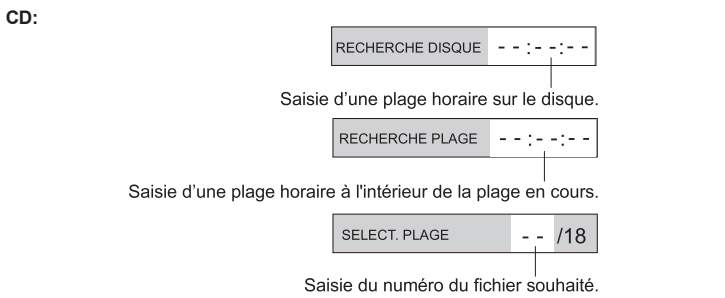 CD:
RECHERCHE DISQUE - - : - - : - -
Saisie d’une plage horaire sur le disque.
RECHERCHE PLAGE - - : - - : - -
Saisie d’une plage horaire à l'intérieur de la plage en cours.
SELECT. PLAGE - - /18
Saisie du numéro du fichier souhaité.